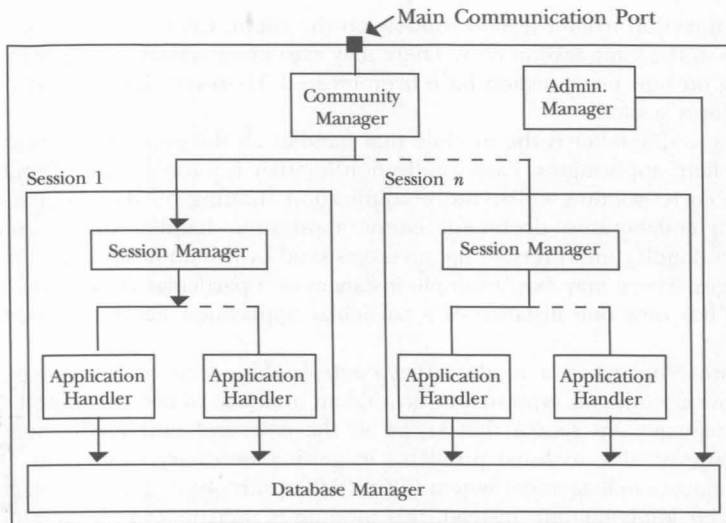 Main Communication Port
Community
Manager
Admin.
Manager
Session 1
Session n
Session Manager
Session Manager
Application
Handler
Application
Handler
Application
Handler
Application
Handler
Database Manager